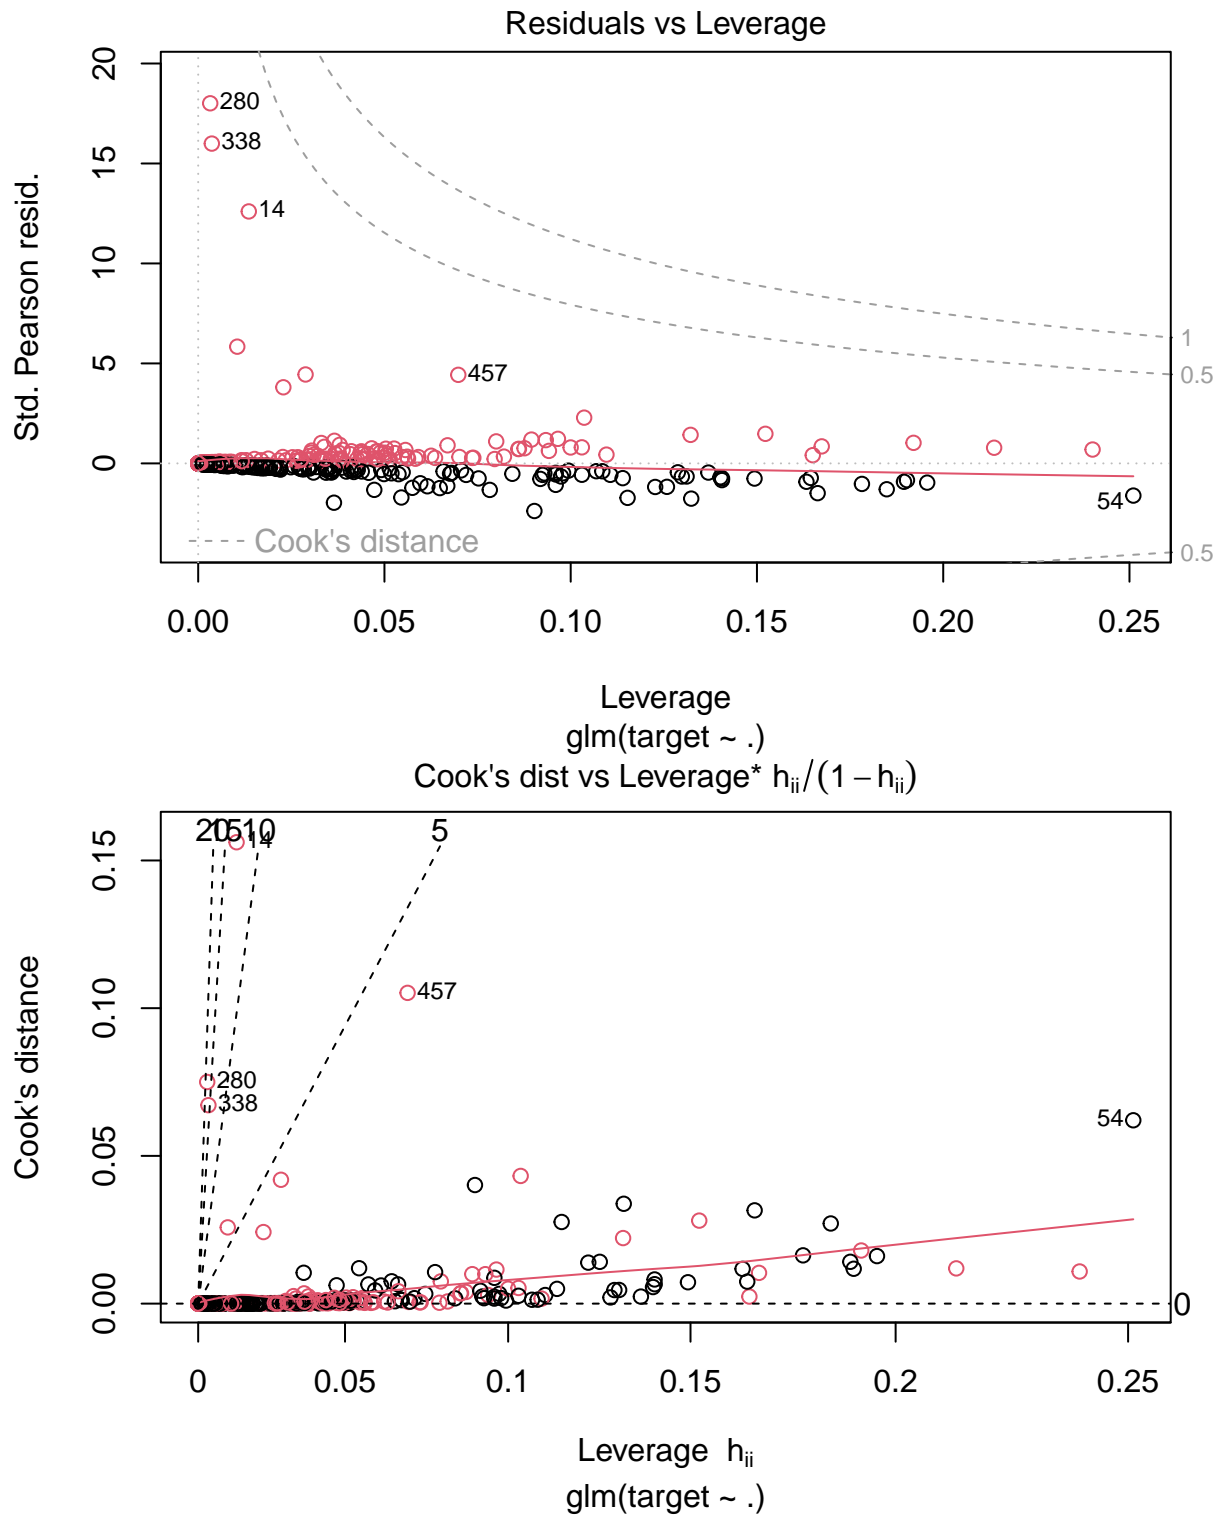 Residuals vs Leverage
Std. Pearson resid.
20
15
10
5
0
280
338
14
457
54
1
0.5
0.5
Cook's distance
0.00 0.05 0.10 0.15 0.20 0.25
Leverage
glm(target ~ .)
Cook's dist vs Leverage* hii/(1 − hii)
Cook's distance
0.15
0.10
0.05
0.00
20 15 10 5
14
457
280
338
54
0
0 0.05 0.1 0.15 0.2 0.25
Leverage hii
glm(target ~ .)